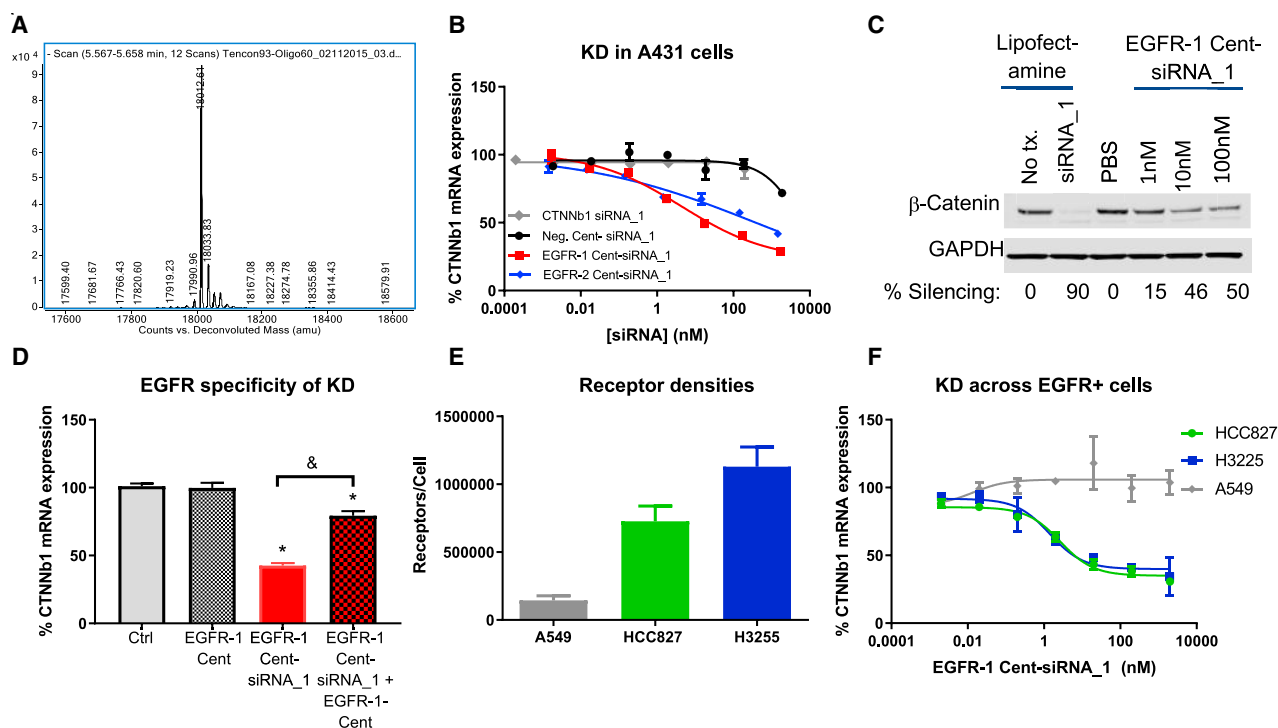 A
- Scan (5.567-5.658 min, 12 Scans) Tencon93-Oligo60_02112015_03.d...
x10 4
8
6
4
2
0
17599.40
17681.67
17766.43
17820.60
17919.23
17990.96
18012.61
18033.83
18167.08
18227.38
18274.78
18355.86
18414.43
18579.91
17600
17800
18000
18200
18400
18600
Counts vs. Deconvoluted Mass (amu)
B
KD in A431 cells
% CTNNb1 mRNA expression
150
100
50
0
CTNNb1 siRNA_1
Neg. Cent- siRNA_1
EGFR-1 Cent-siRNA_1
EGFR-2 Cent-siRNA_1
0.0001
0.01
1
100
10000
[siRNA] (nM)
C
Lipofect-
amine
EGFR-1 Cent-
siRNA_1
No tx.
siRNA_1
PBS
1nM
10nM
100nM
β-Catenin
GAPDH
% Silencing: 0 90 0 15 46 50
D
EGFR specificity of KD
% CTNNb1 mRNA expression
150
100
50
0
&
*
*
Ctrl
EGFR-1
Cent
EGFR-1
Cent-
siRNA_1
EGFR-1
Cent-
siRNA_1 +
EGFR-1-
Cent
E
Receptor densities
Receptors/Cell
1500000
1000000
500000
0
A549
HCC827
H3255
F
KD across EGFR+ cells
% CTNNb1 mRNA expression
150
100
50
0
HCC827
H3225
A549
0.0001
0.01
1
100
10000
EGFR-1 Cent-siRNA_1 (nM)